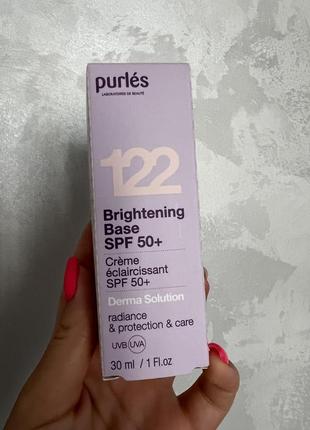 purlés
LABORATOIRES DE BEAUTÉ
122
Brightening
Base
SPF 50+
Crème
éclaircissant
SPF 50+
Derma Solution
radiance
& protection & care
UVB UVA
30 ml / 1 Fl.oz